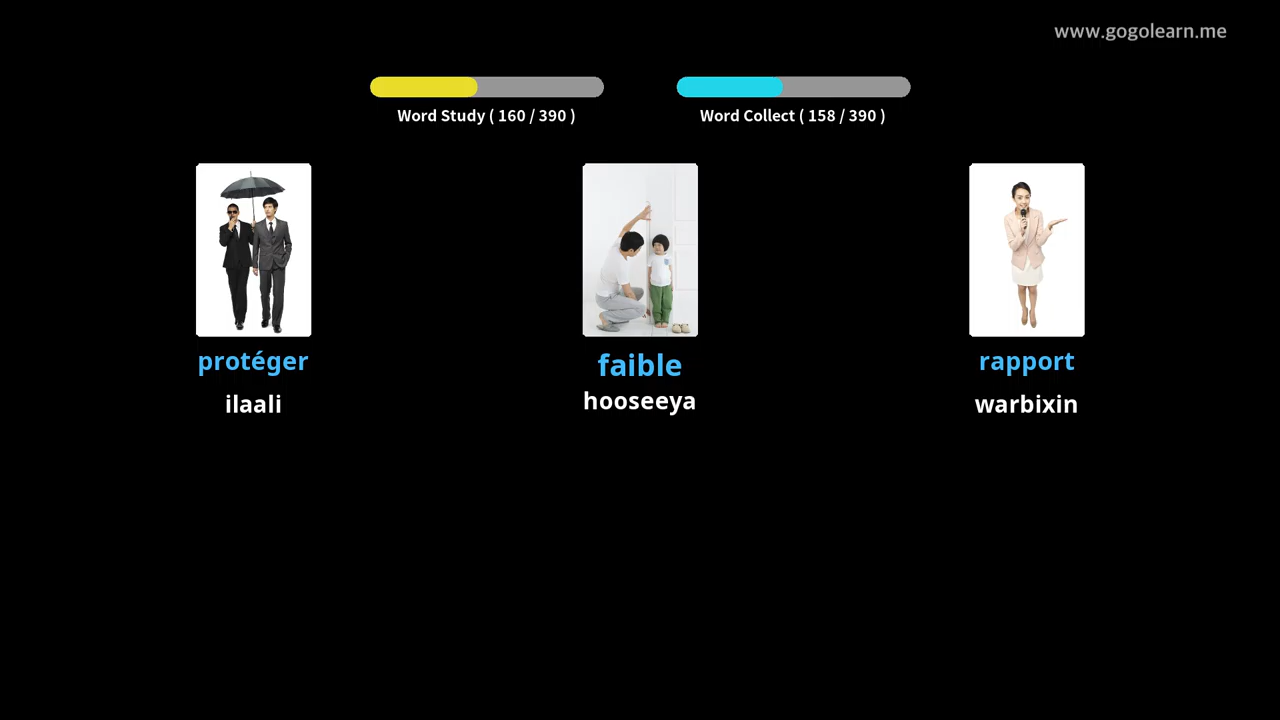 www.gogolearn.me
Word Study ( 160 / 390 )
Word Collect ( 158 / 390 )
protéger
ilaali
faible
hooseeya
rapport
warbixin